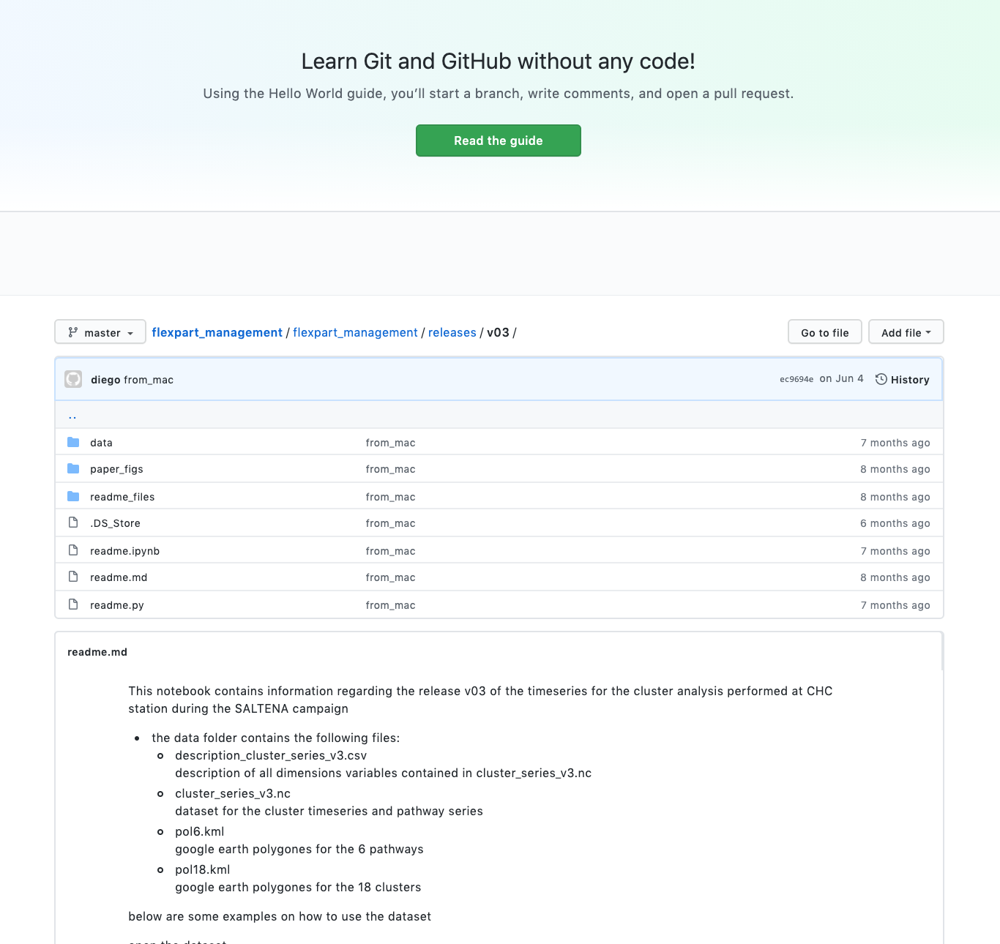 Learn Git and GitHub without any code!
Using the Hello World guide, you’ll start a branch, write comments, and open a pull request.
Read the guide
master flexpart_management / flexpart_management / releases / v03 / Go to file Add file
diego from_mac ec9694e on Jun 4 History
..
data from_mac 7 months ago
paper_figs from_mac 8 months ago
readme_files from_mac 8 months ago
.DS_Store from_mac 6 months ago
readme.ipynb from_mac 7 months ago
readme.md from_mac 8 months ago
readme.py from_mac 7 months ago
readme.md
This notebook contains information regarding the release v03 of the timeseries for the cluster analysis performed at CHC
station during the SALTENA campaign
the data folder contains the following files:
description_cluster_series_v3.csv
description of all dimensions variables contained in cluster_series_v3.nc
cluster_series_v3.nc
dataset for the cluster timeseries and pathway series
pol6.kml
google earth polygones for the 6 pathways
pol18.kml
google earth polygones for the 18 clusters
below are some examples on how to use the dataset
open the dataset